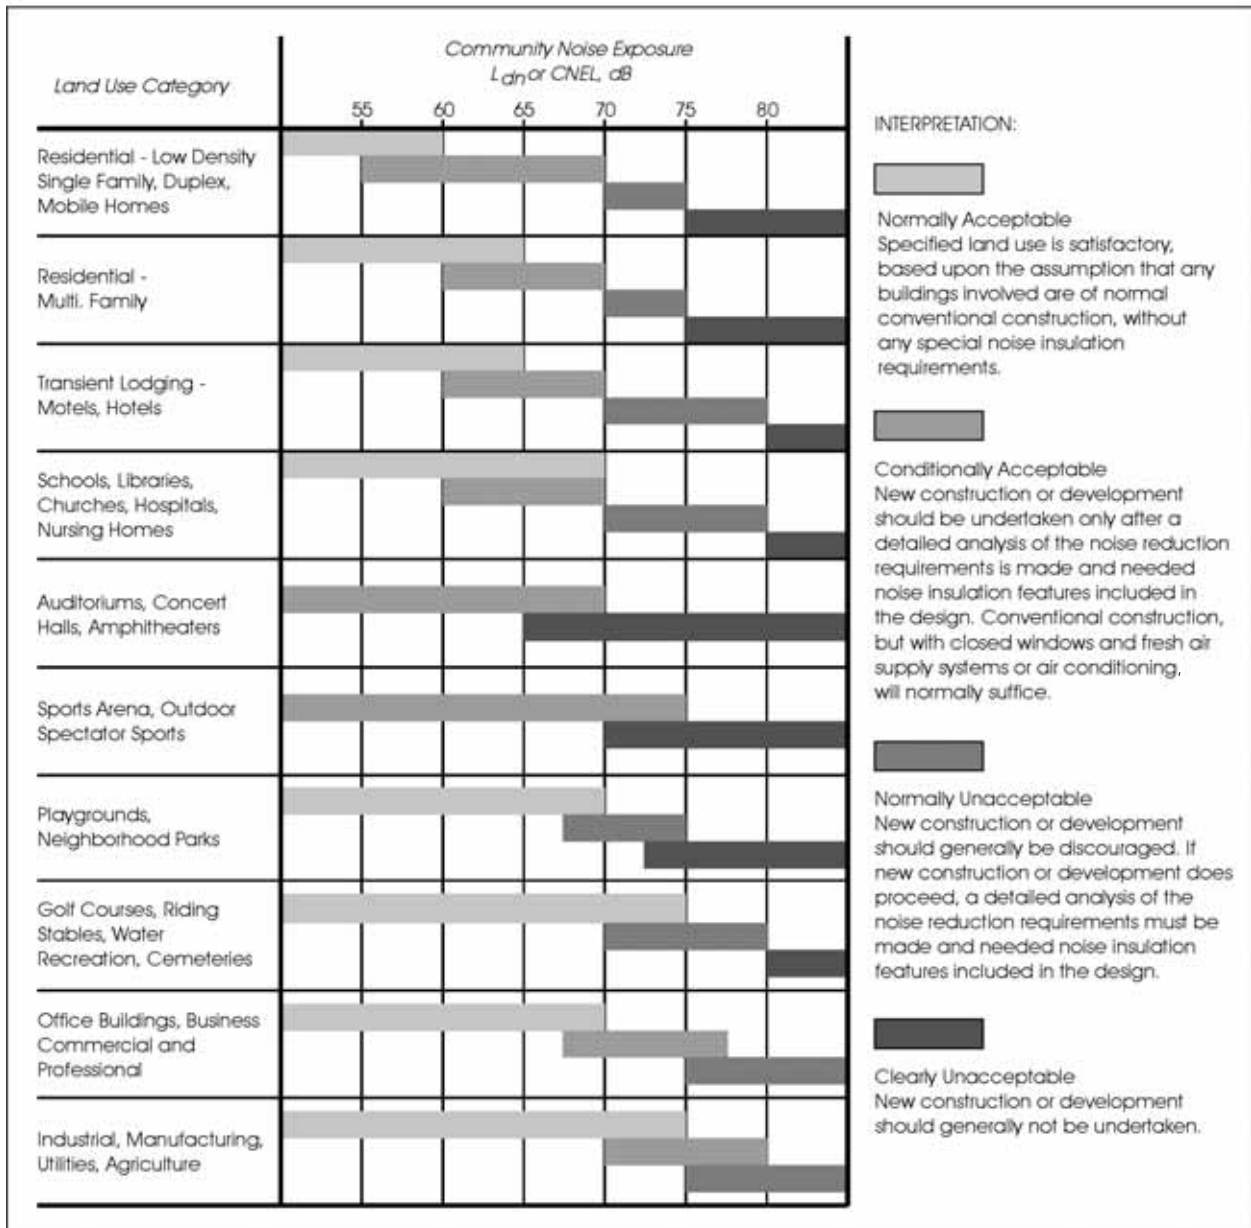 Land Use Category
Community Noise Exposure
Ldn or CNEL, dB
55 60 65 70 75 80
Residential - Low Density
Single Family, Duplex,
Mobile Homes
Residential -
Multi. Family
Transient Lodging -
Motels, Hotels
Schools, Libraries,
Churches, Hospitals,
Nursing Homes
Auditoriums, Concert
Halls, Amphitheaters
Sports Arena, Outdoor
Spectator Sports
Playgrounds,
Neighborhood Parks
Golf Courses, Riding
Stables, Water
Recreation, Cemeteries
Office Buildings, Business
Commercial and
Professional
Industrial, Manufacturing,
Utilities, Agriculture
INTERPRETATION:
Normally Acceptable
Specified land use is satisfactory,
based upon the assumption that any
buildings involved are of normal
conventional construction, without
any special noise insulation
requirements.
Conditionally Acceptable
New construction or development
should be undertaken only after a
detailed analysis of the noise reduction
requirements is made and needed
noise insulation features included in
the design. Conventional construction,
but with closed windows and fresh air
supply systems or air conditioning,
will normally suffice.
Normally Unacceptable
New construction or development
should generally be discouraged. If
new construction or development does
proceed, a detailed analysis of the
noise reduction requirements must be
made and needed noise insulation
features included in the design.
Clearly Unacceptable
New construction or development
should generally not be undertaken.